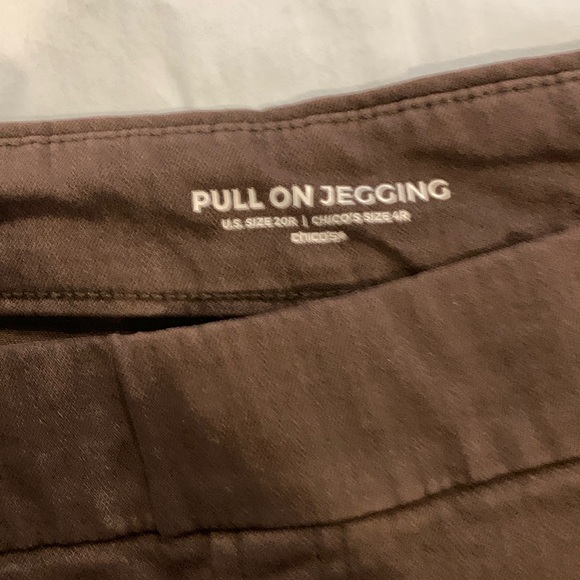 PULL ON JEGGING
U.S. SIZE 20R | CHICO'S SIZE 4R
chico's